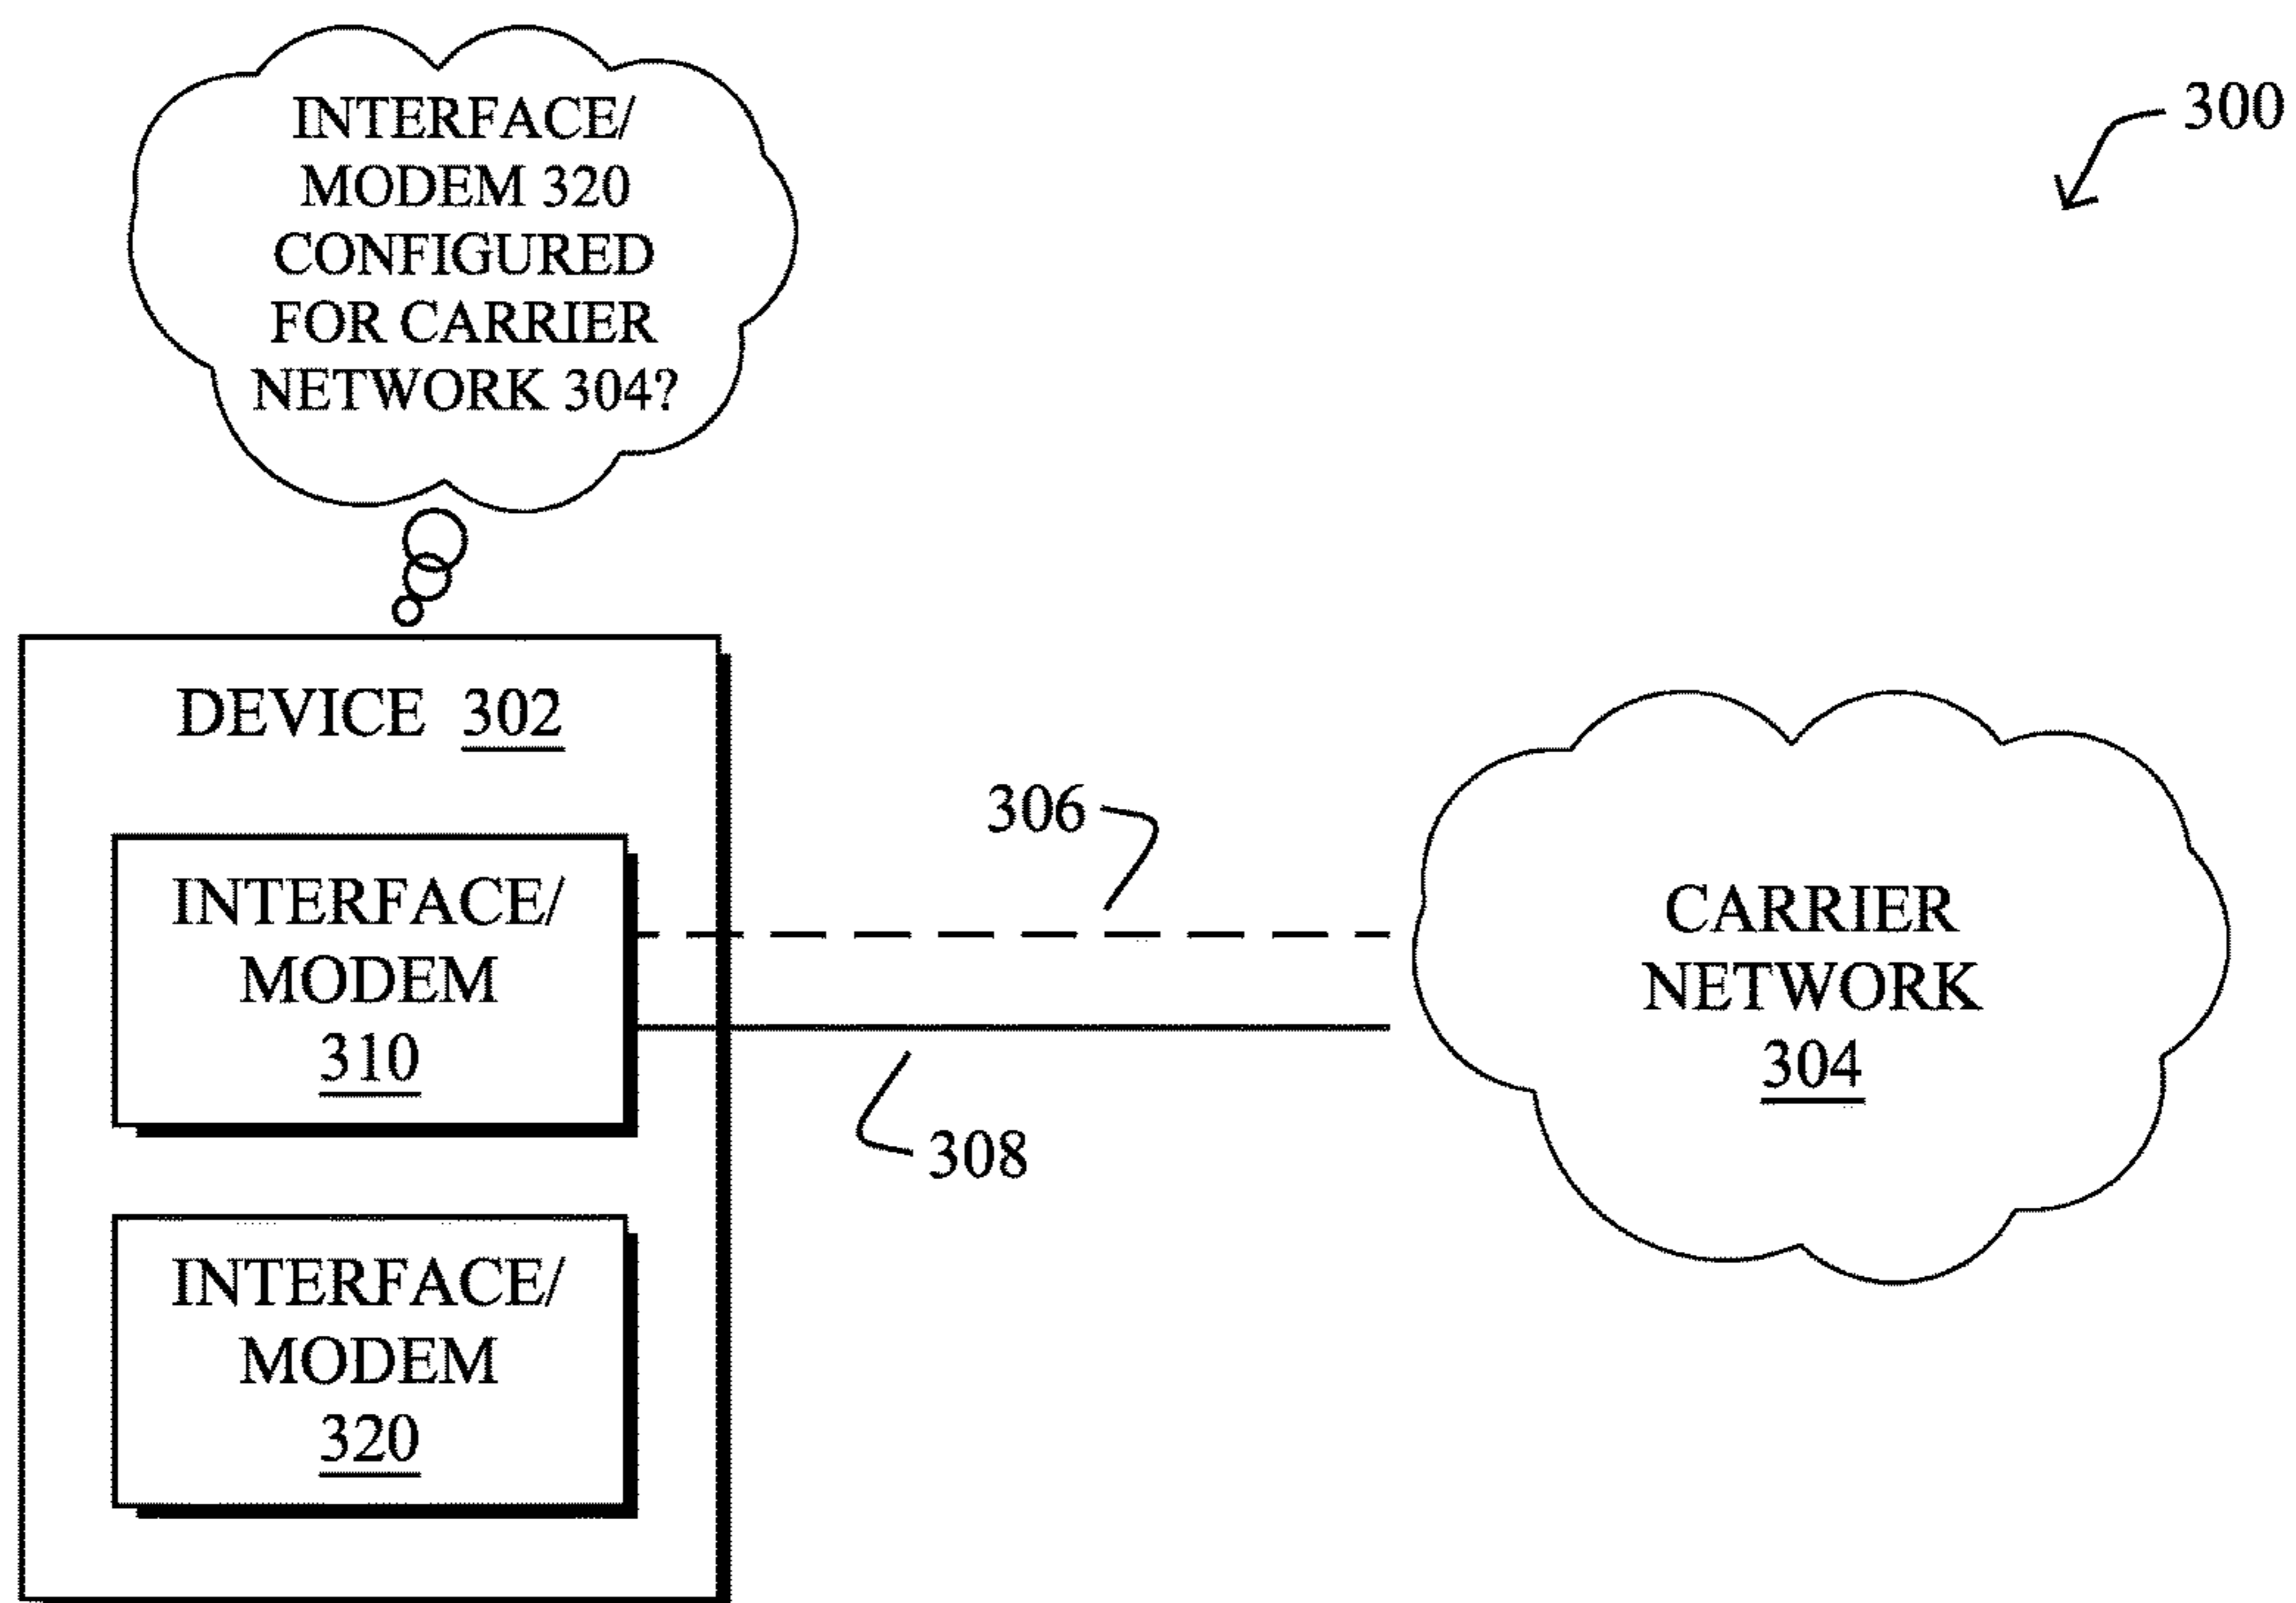 INTERFACE/
MODEM 320
CONFIGURED
FOR CARRIER
NETWORK 304?
300
DEVICE 302
INTERFACE/
MODEM
310
306
308
CARRIER
NETWORK
304
INTERFACE/
MODEM
320